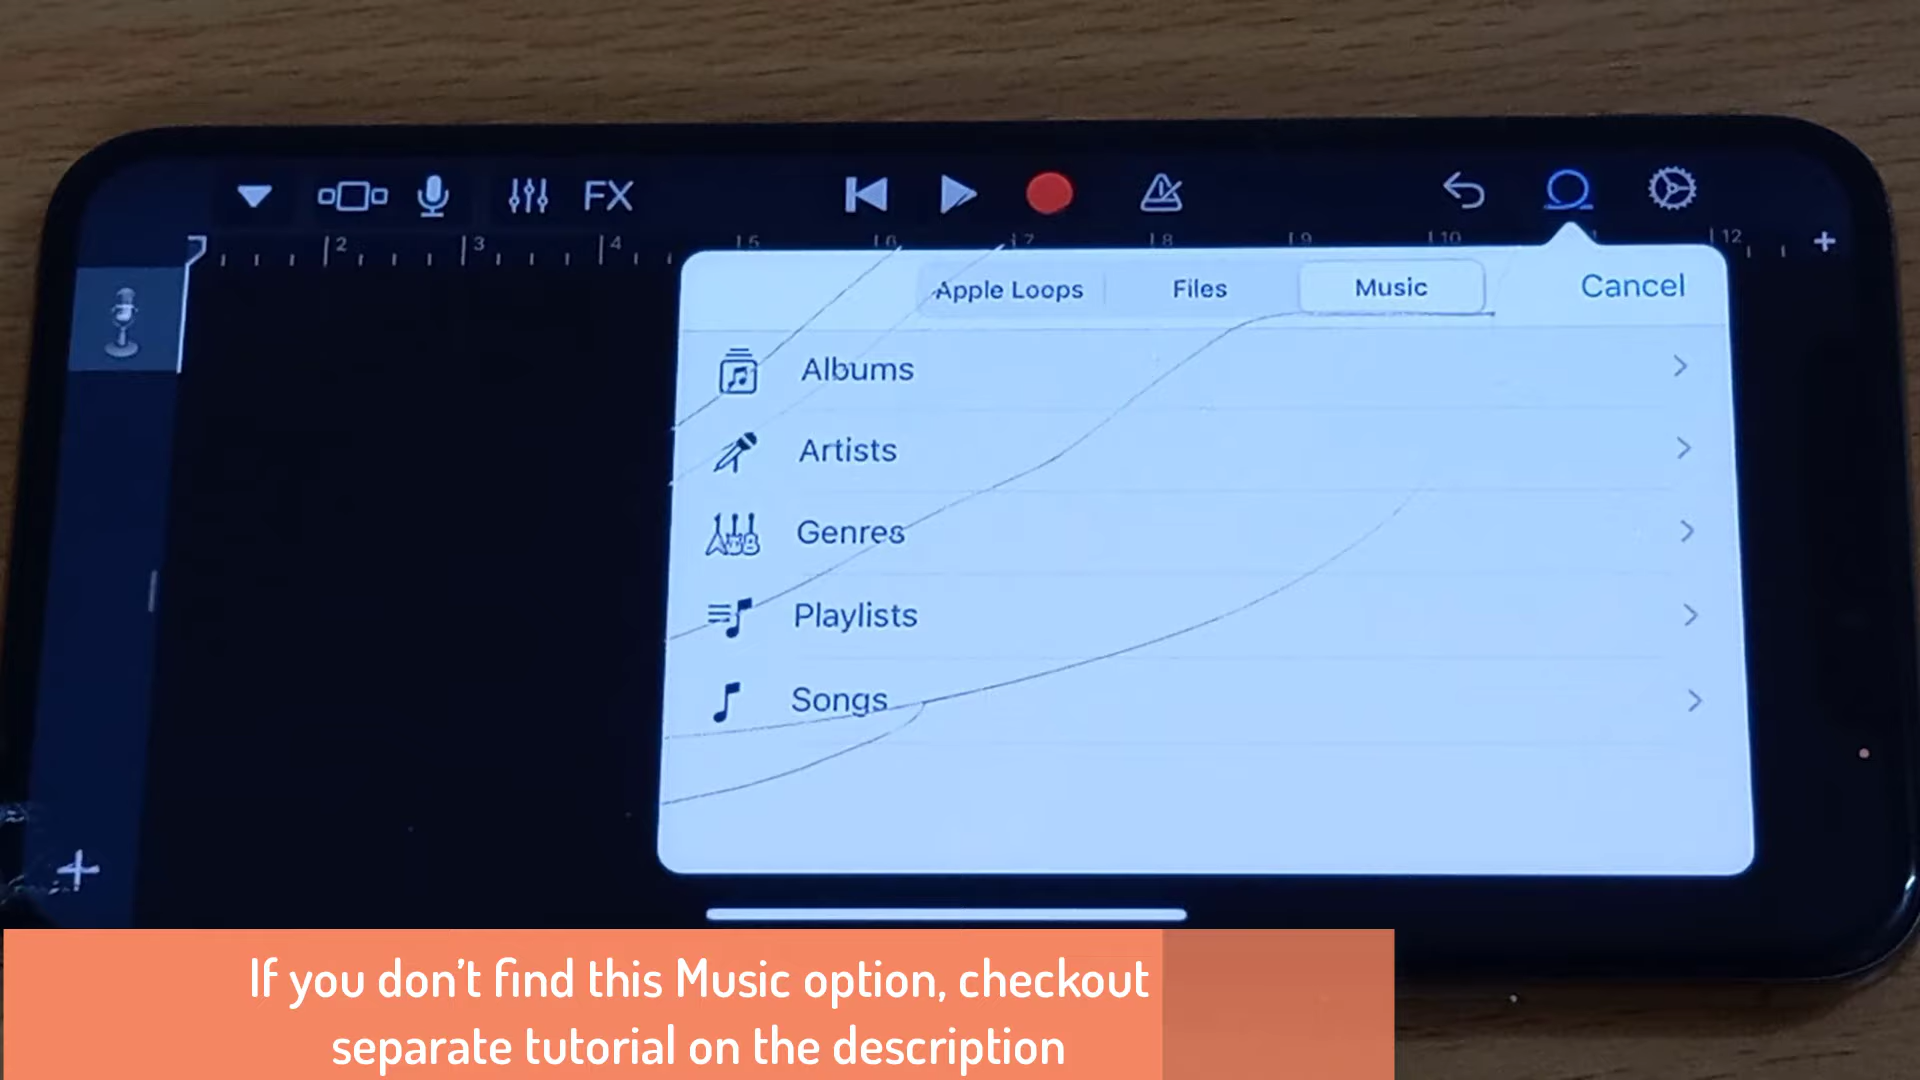 FX
2 3 4 5 6 7 8 9 10 12
Apple Loops Files Music Cancel
Albums
Artists
Genres
Playlists
Songs
If you don't find this Music option, checkout
separate tutorial on the description